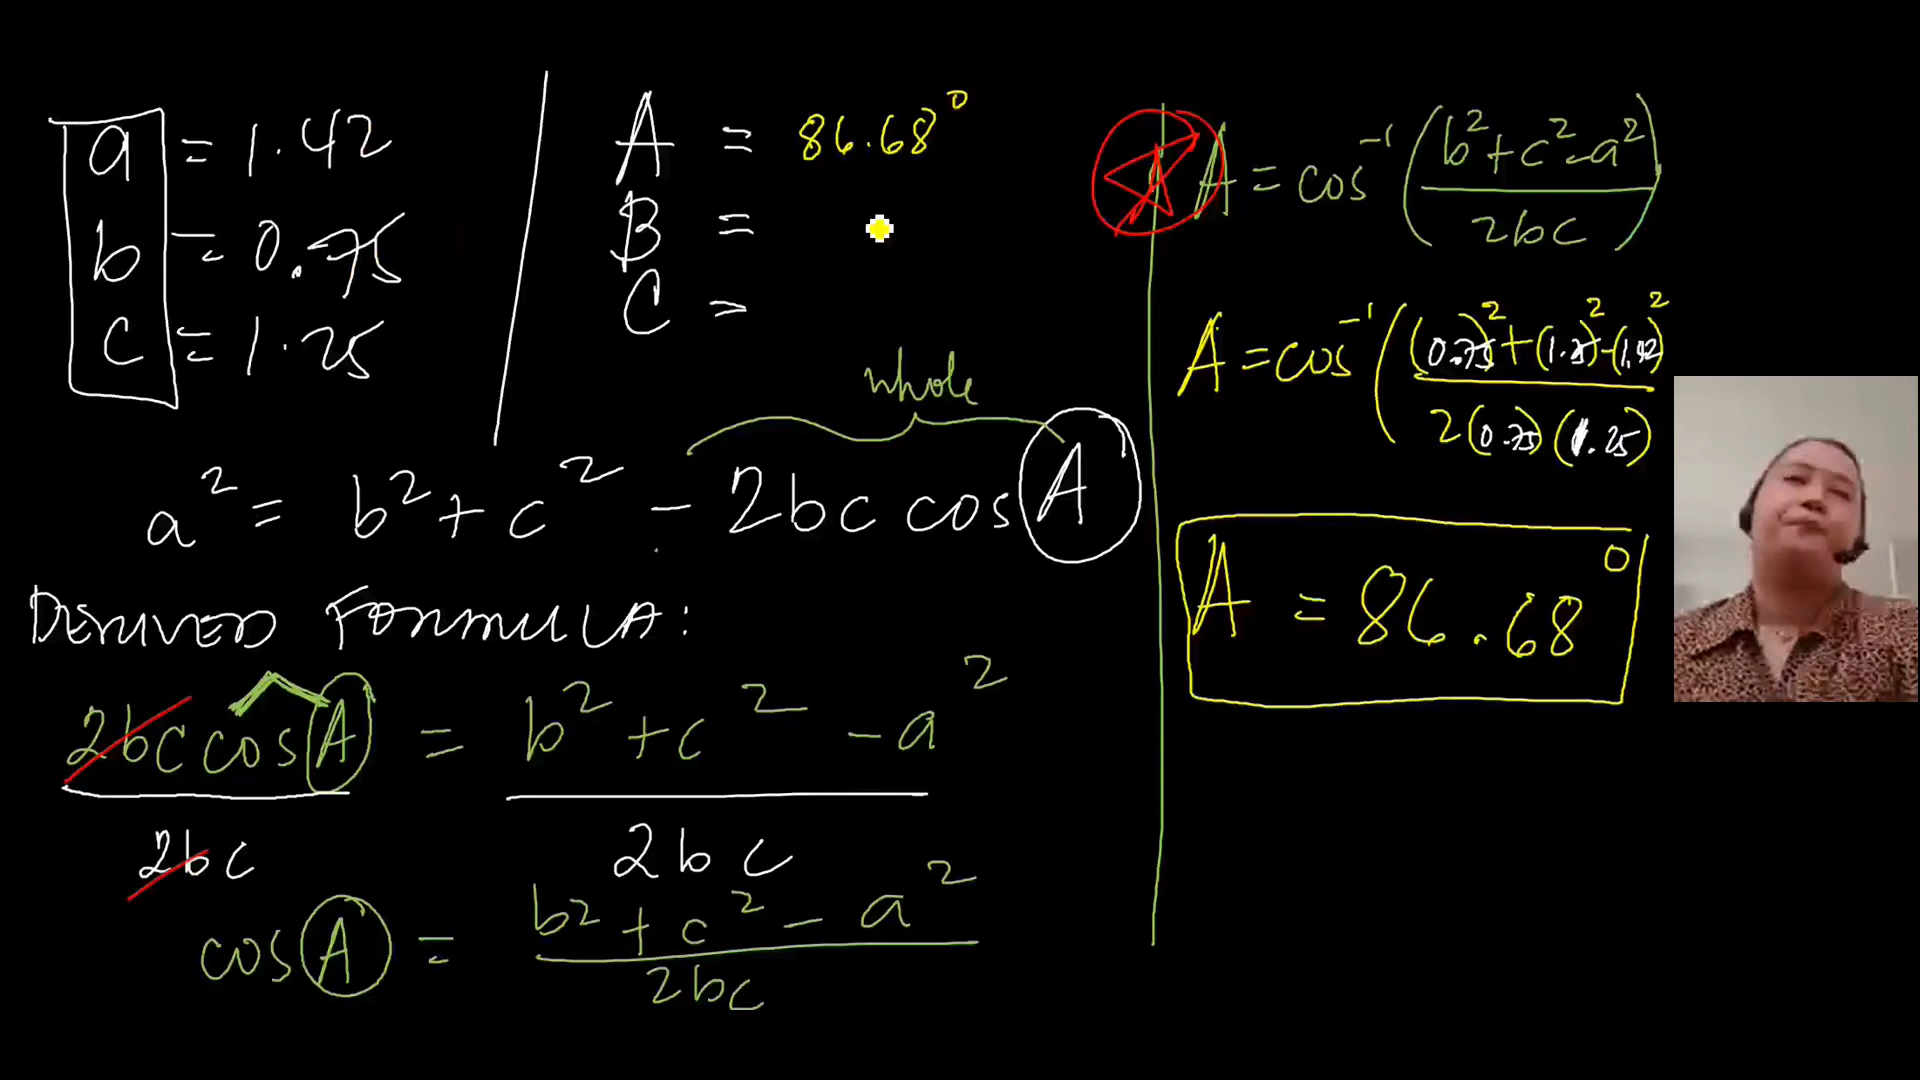 a = 1.42
b = 0.75
c = 1.25
A = 86.68°
B =
C =
whole
a² = b² + c² - 2bc cos A
DERIVED FORMULA:
2bc cos A = b² + c² - a²
2bc 2bc
cos A = b² + c² - a²
2bc
A = cos⁻¹ (b² + c² - a²)
2bc
A = cos⁻¹ ((0.75)² + (1.25)² - (1.42)²
2(0.75)(1.25)
A = 86.68°